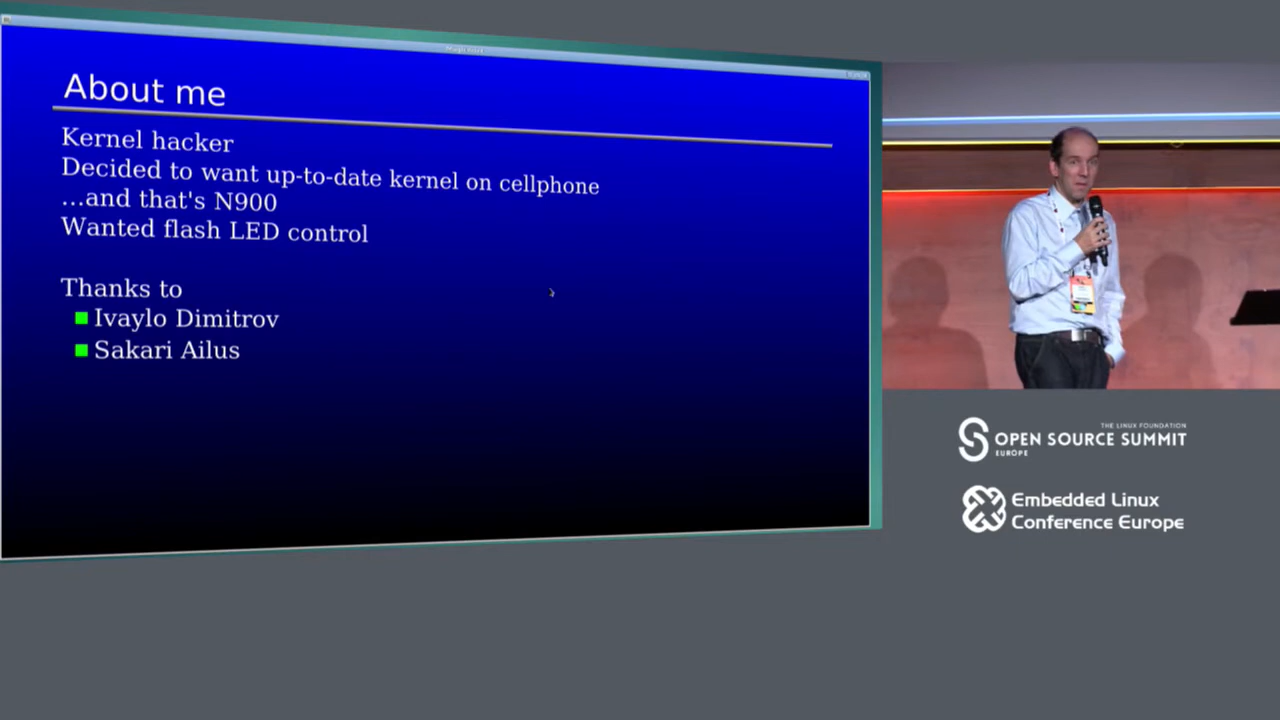 About me
Kernel hacker
Decided to want up-to-date kernel on cellphone
...and that's N900
Wanted flash LED control
Thanks to
Ivaylo Dimitrov
Sakari Ailus
THE LINUX FOUNDATION
OPEN SOURCE SUMMIT
EUROPE
Embedded Linux
Conference Europe